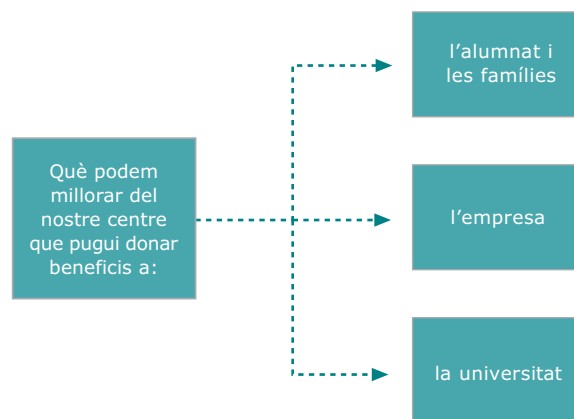 Què podem
millorar del
nostre centre
que pugui donar
beneficis a:
l'alumnat i
les famílies
l'empresa
la universitat